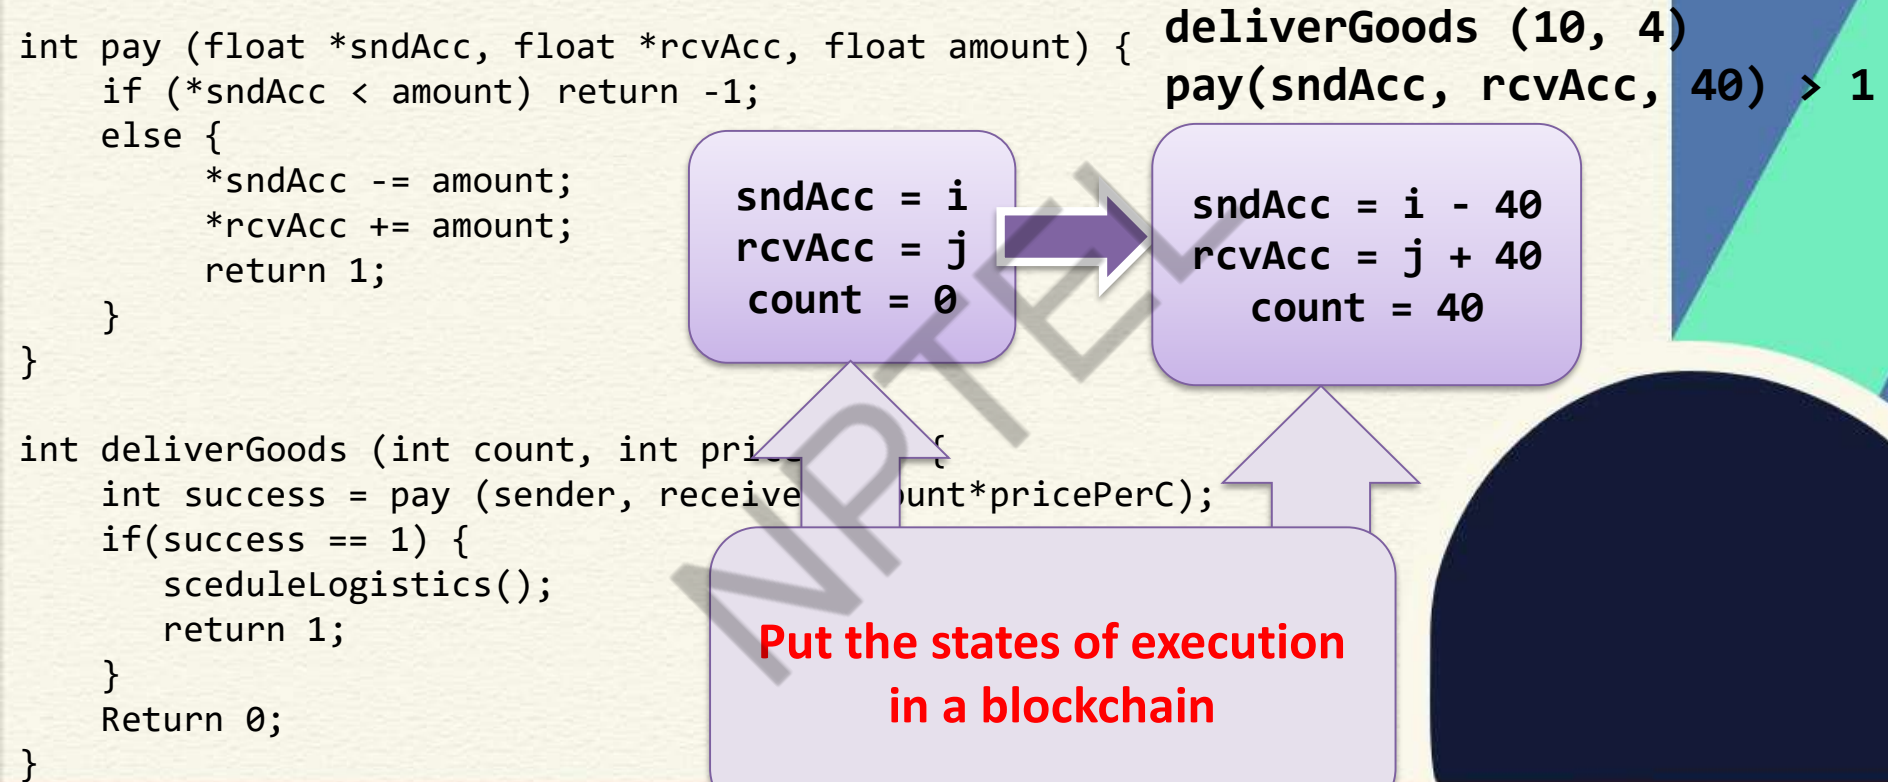 int pay (float *sndAcc, float *rcvAcc, float amount) {
    if (*sndAcc < amount) return -1;
    else {
        *sndAcc -= amount;
        *rcvAcc += amount;
        return 1;
    }
}
int deliverGoods (int count, int pri {
    int success = pay (sender, receive ount*pricePerC);
    if(success == 1) {
        sceduleLogistics();
        return 1;
    }
    Return 0;
}
deliverGoods (10, 4)
pay(sndAcc, rcvAcc, 40) > 1
sndAcc = i
rcvAcc = j
count = 0
sndAcc = i - 40
rcvAcc = j + 40
count = 40
Put the states of execution
in a blockchain
NPTEL